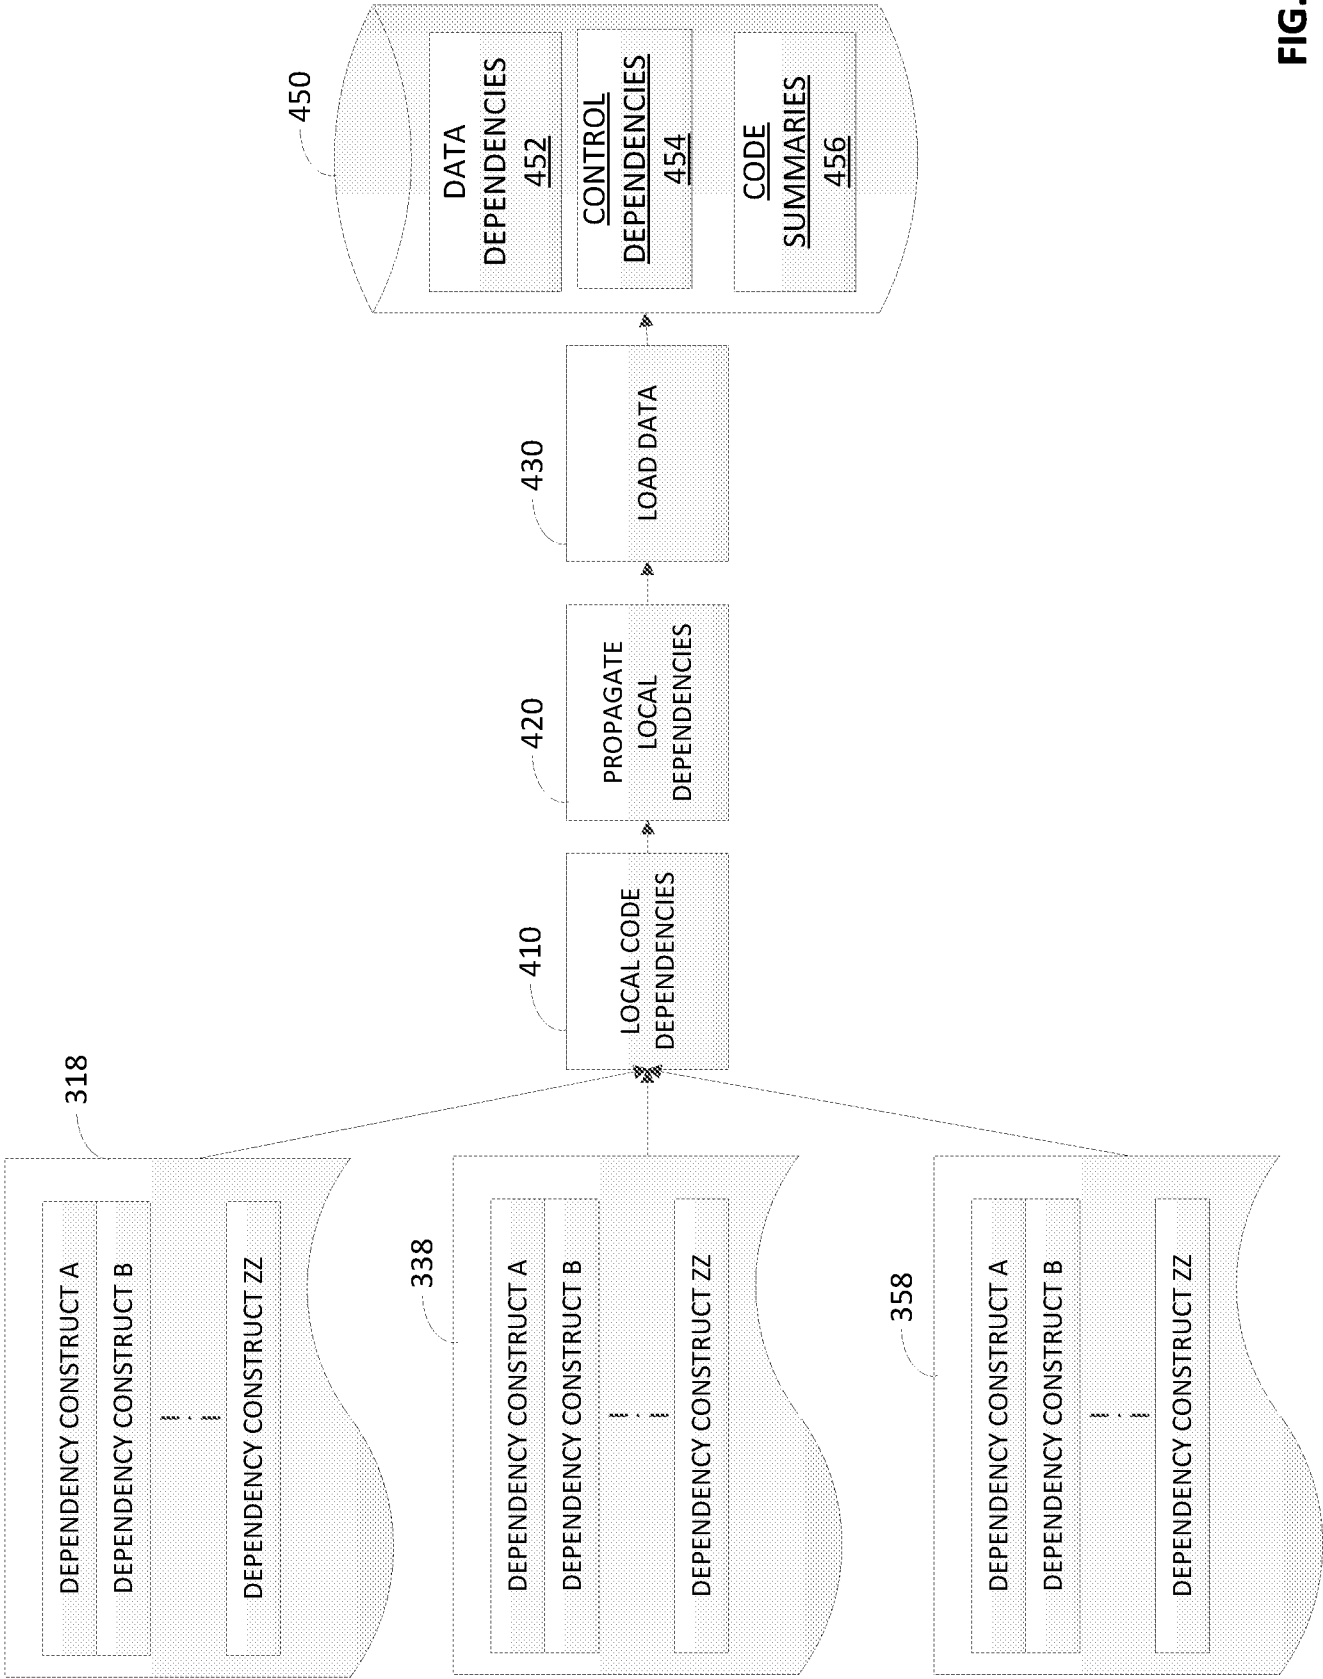 318
DEPENDENCY CONSTRUCT A
DEPENDENCY CONSTRUCT B
DEPENDENCY CONSTRUCT ZZ
338
DEPENDENCY CONSTRUCT A
DEPENDENCY CONSTRUCT B
DEPENDENCY CONSTRUCT ZZ
358
DEPENDENCY CONSTRUCT A
DEPENDENCY CONSTRUCT B
DEPENDENCY CONSTRUCT ZZ
410
LOCAL CODE
DEPENDENCIES
420
PROPAGATE
LOCAL
DEPENDENCIES
430
LOAD DATA
450
DATA
DEPENDENCIES
452
CONTROL
DEPENDENCIES
454
CODE
SUMMARIES
456
FIG.